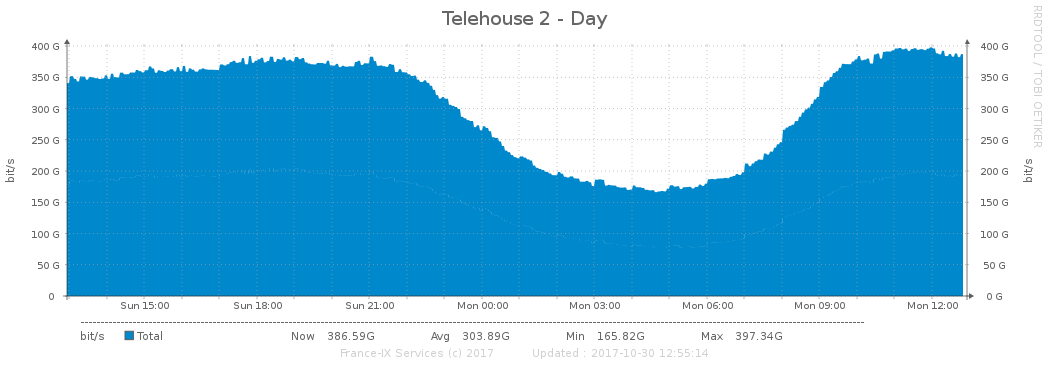 Telehouse 2 - Day
RRDTOOL / TOBI OETIKER
400 G 400 G
350 G 350 G
300 G 300 G
250 G 250 G
200 G 200 G
150 G 150 G
100 G 100 G
50 G 50 G
0 0 G
bit/s bit/s
Sun 15:00 Sun 18:00 Sun 21:00 Mon 00:00 Mon 03:00 Mon 06:00 Mon 09:00 Mon 12:00
bit/s Total Now 386.59G Avg 303.89G Min 165.82G Max 397.34G
France-IX Services (c) 2017 Updated : 2017-10-30 12:55:14